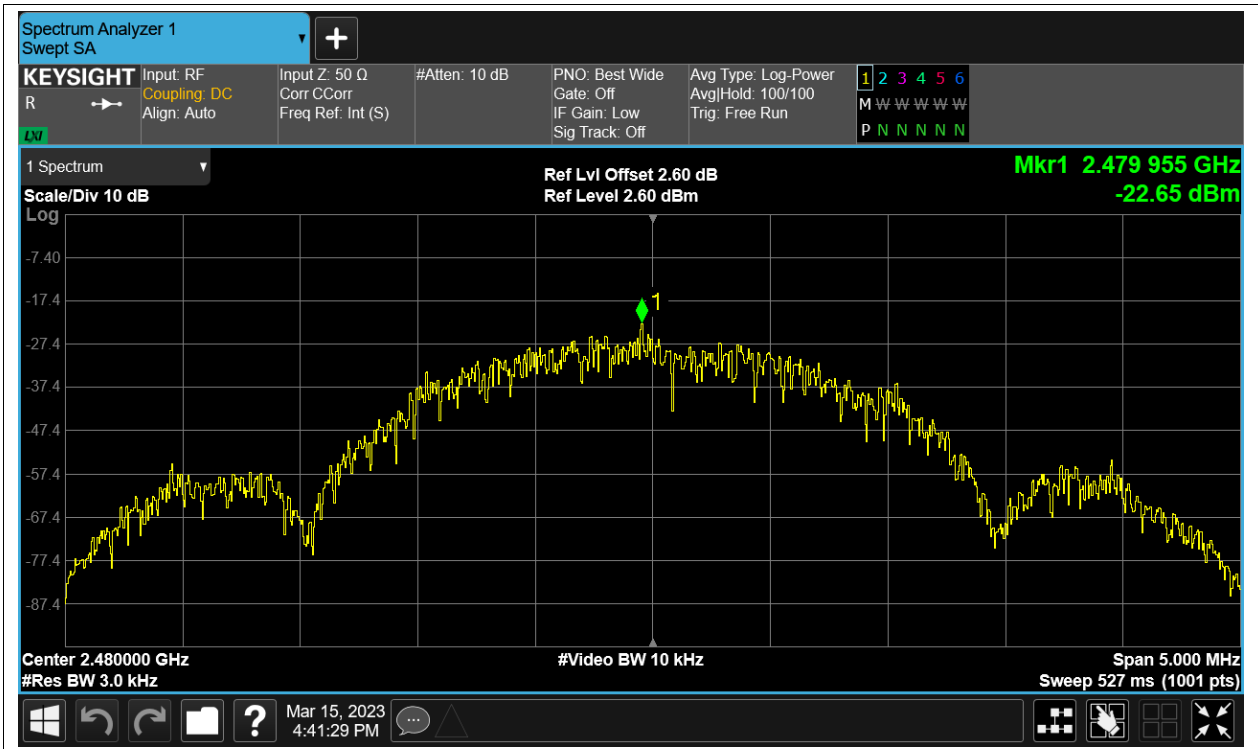 Spectrum Analyzer 1
Swept SA
KEYSIGHT
R
LXI
Input: RF
Coupling: DC
Align: Auto
Input Z: 50 Ω
Corr CCorr
Freq Ref: Int (S)
#Atten: 10 dB
PNO: Best Wide
Gate: Off
IF Gain: Low
Sig Track: Off
Avg Type: Log-Power
Avg|Hold: 100/100
Trig: Free Run
1 2 3 4 5 6
M W W W W W
P N N N N N
1 Spectrum
Scale/Div 10 dB
Log
Ref Lvl Offset 2.60 dB
Ref Level 2.60 dBm
Mkr1 2.479 955 GHz
-22.65 dBm
1
-7.40
-17.4
-27.4
-37.4
-47.4
-57.4
-67.4
-77.4
-87.4
Center 2.480000 GHz
#Res BW 3.0 kHz
#Video BW 10 kHz
Span 5.000 MHz
Sweep 527 ms (1001 pts)
?
Mar 15, 2023
4:41:29 PM